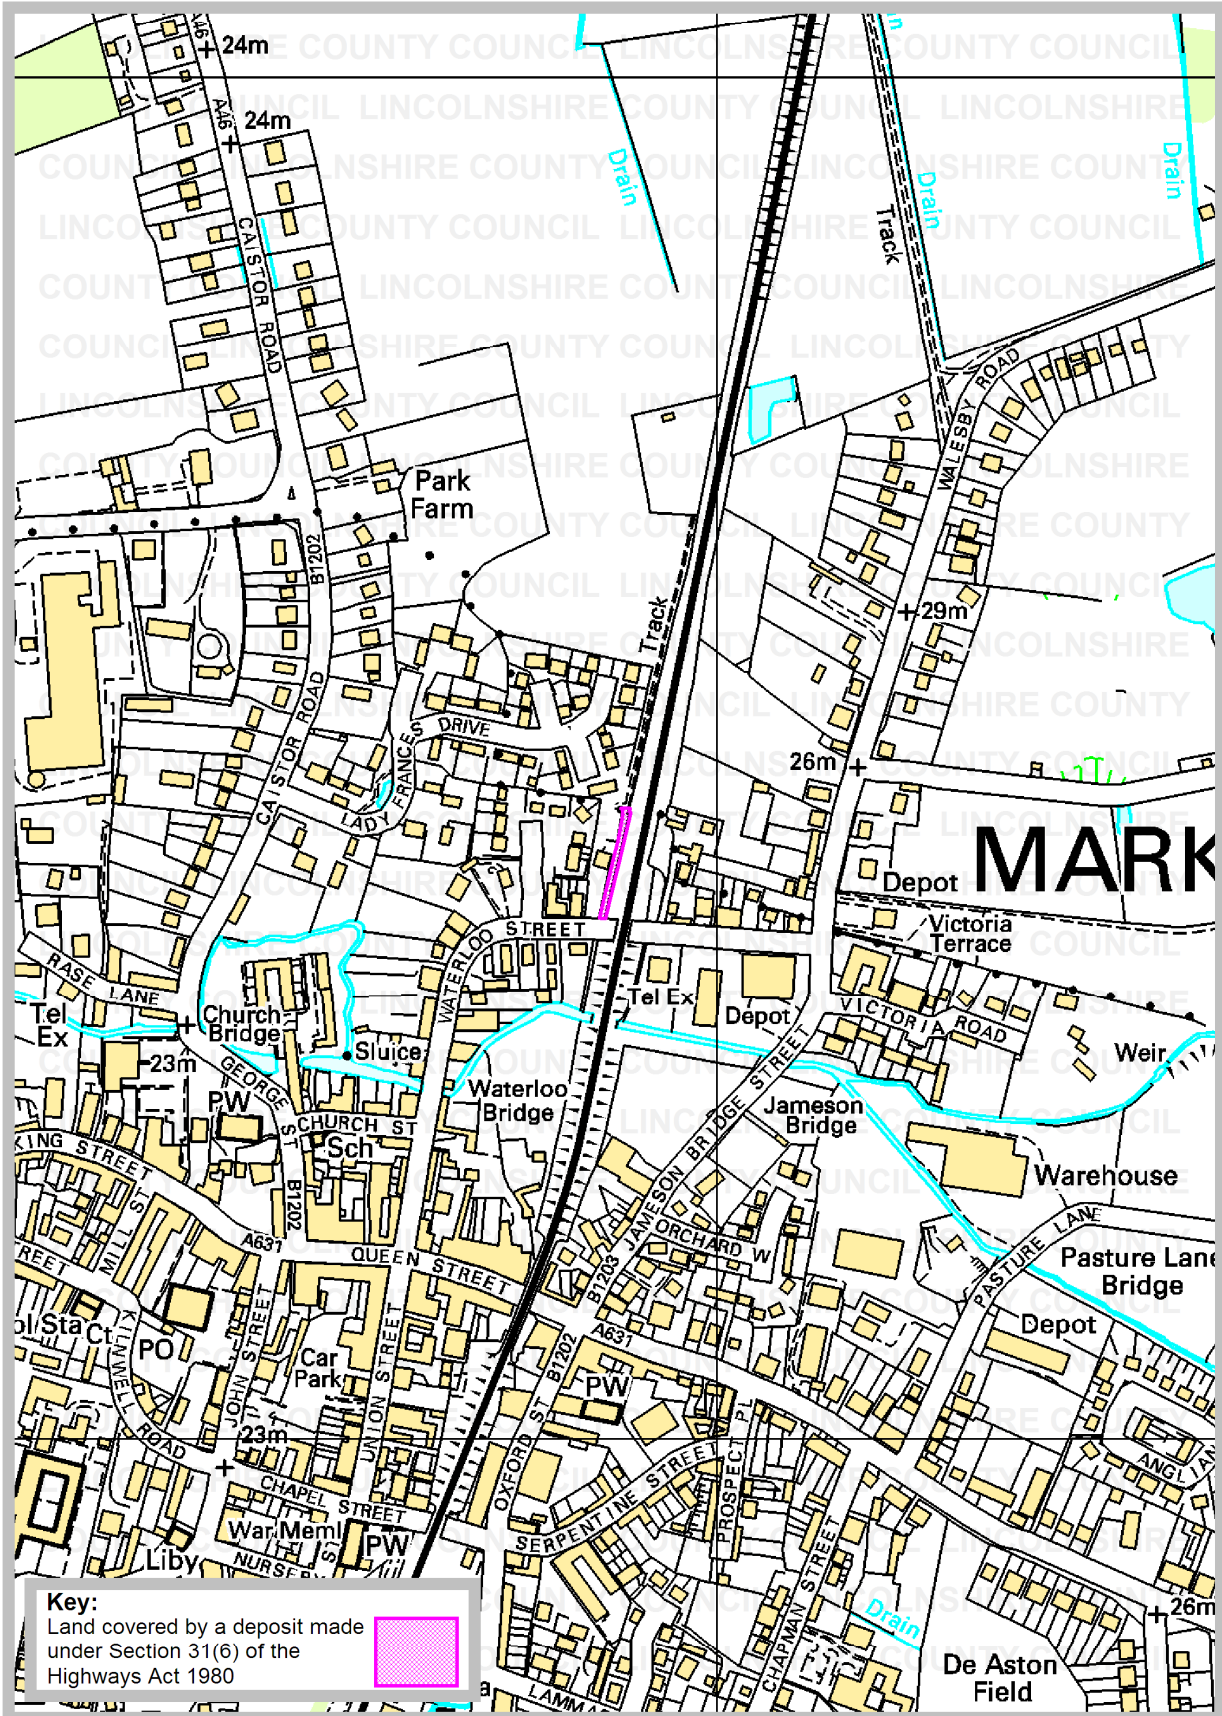 24m
A46
24m
A46
Drain
Drain
Drain
Track
CAISTOR ROAD
WALESBY ROAD
Park
Farm
B1202
Track
29m
CAISTOR ROAD
LADY FRANCES DRIVE
26m
MARK
Depot
Victoria
Terrace
WATERLOO STREET
RASE LANE
Tel
Ex
Church
Bridge
Tel Ex
Depot
VICTORIA ROAD
Sluice
23m
Weir
GEORGE ST
PW
Waterloo
Bridge
Jameson
Bridge
JAMESON BRIDGE STREET
CHURCH ST
Sch
KING STREET
MILL ST
B1202
Warehouse
ORCHARD W
PASTURE LANE
A631
QUEEN STREET
B1203
Pasture Lane
Bridge
REET
ol Sta
Ct
PO
KILNWELL ROAD
JOHN STREET
Car
Park
UNION STREET
A631
Depot
OXFORD ST
B1202
PW
23m
CHAPEL STREET
SERPENTINE STREET
PROSPECT PL
ANGLIAN
War Meml
PW
Liby
NURSERY
CHAPMAN STREET
Drain
26m
De Aston
Field
LAMMA
Key:
Land covered by a deposit made
under Section 31(6) of the
Highways Act 1980
LINCOLNSHIRE COUNTY COUNCIL